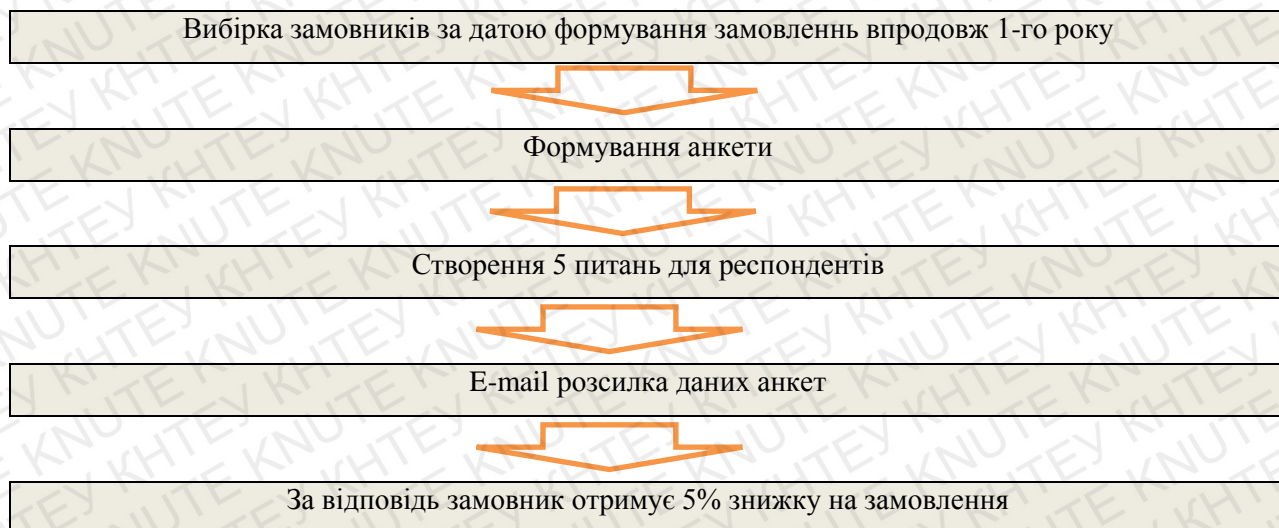 Вибірка замовників за датою формування замовленнь впродовж 1-го року
Формування анкети
Створення 5 питань для респондентів
E-mail розсилка даних анкет
За відповідь замовник отримує 5% знижку на замовлення